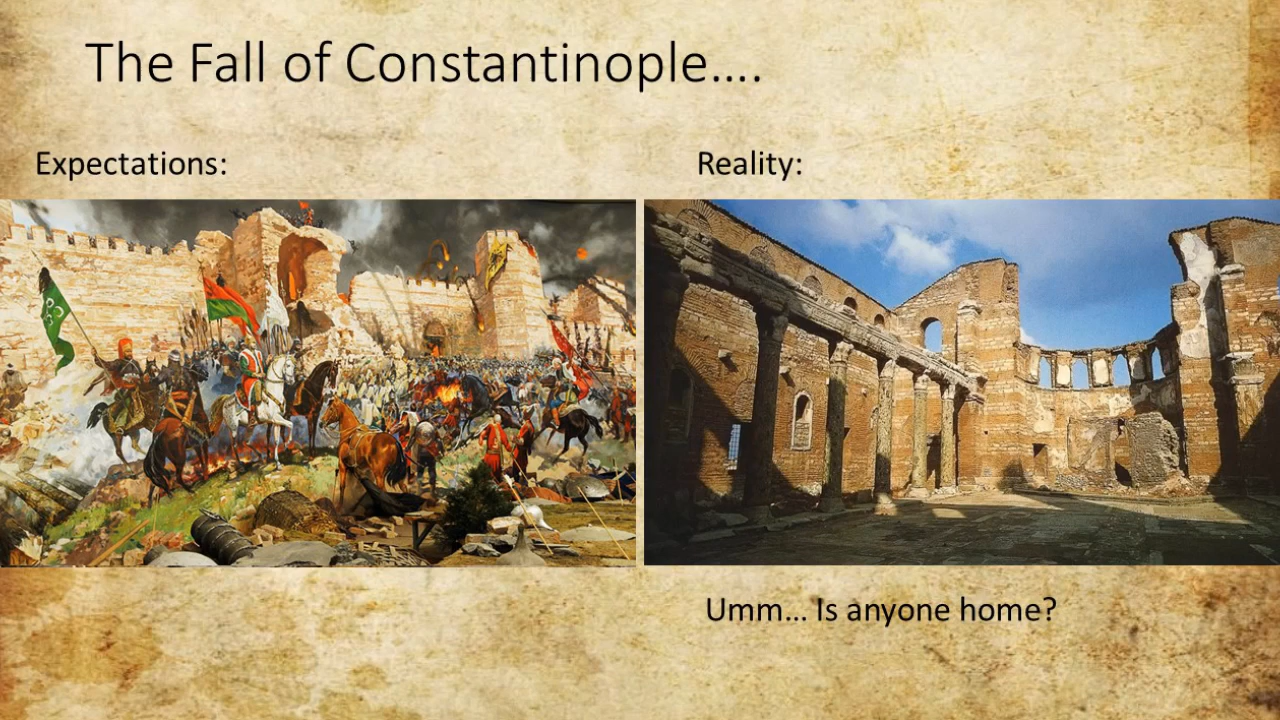 The Fall of Constantinople....
Expectations:
Reality:
Umm... Is anyone home?